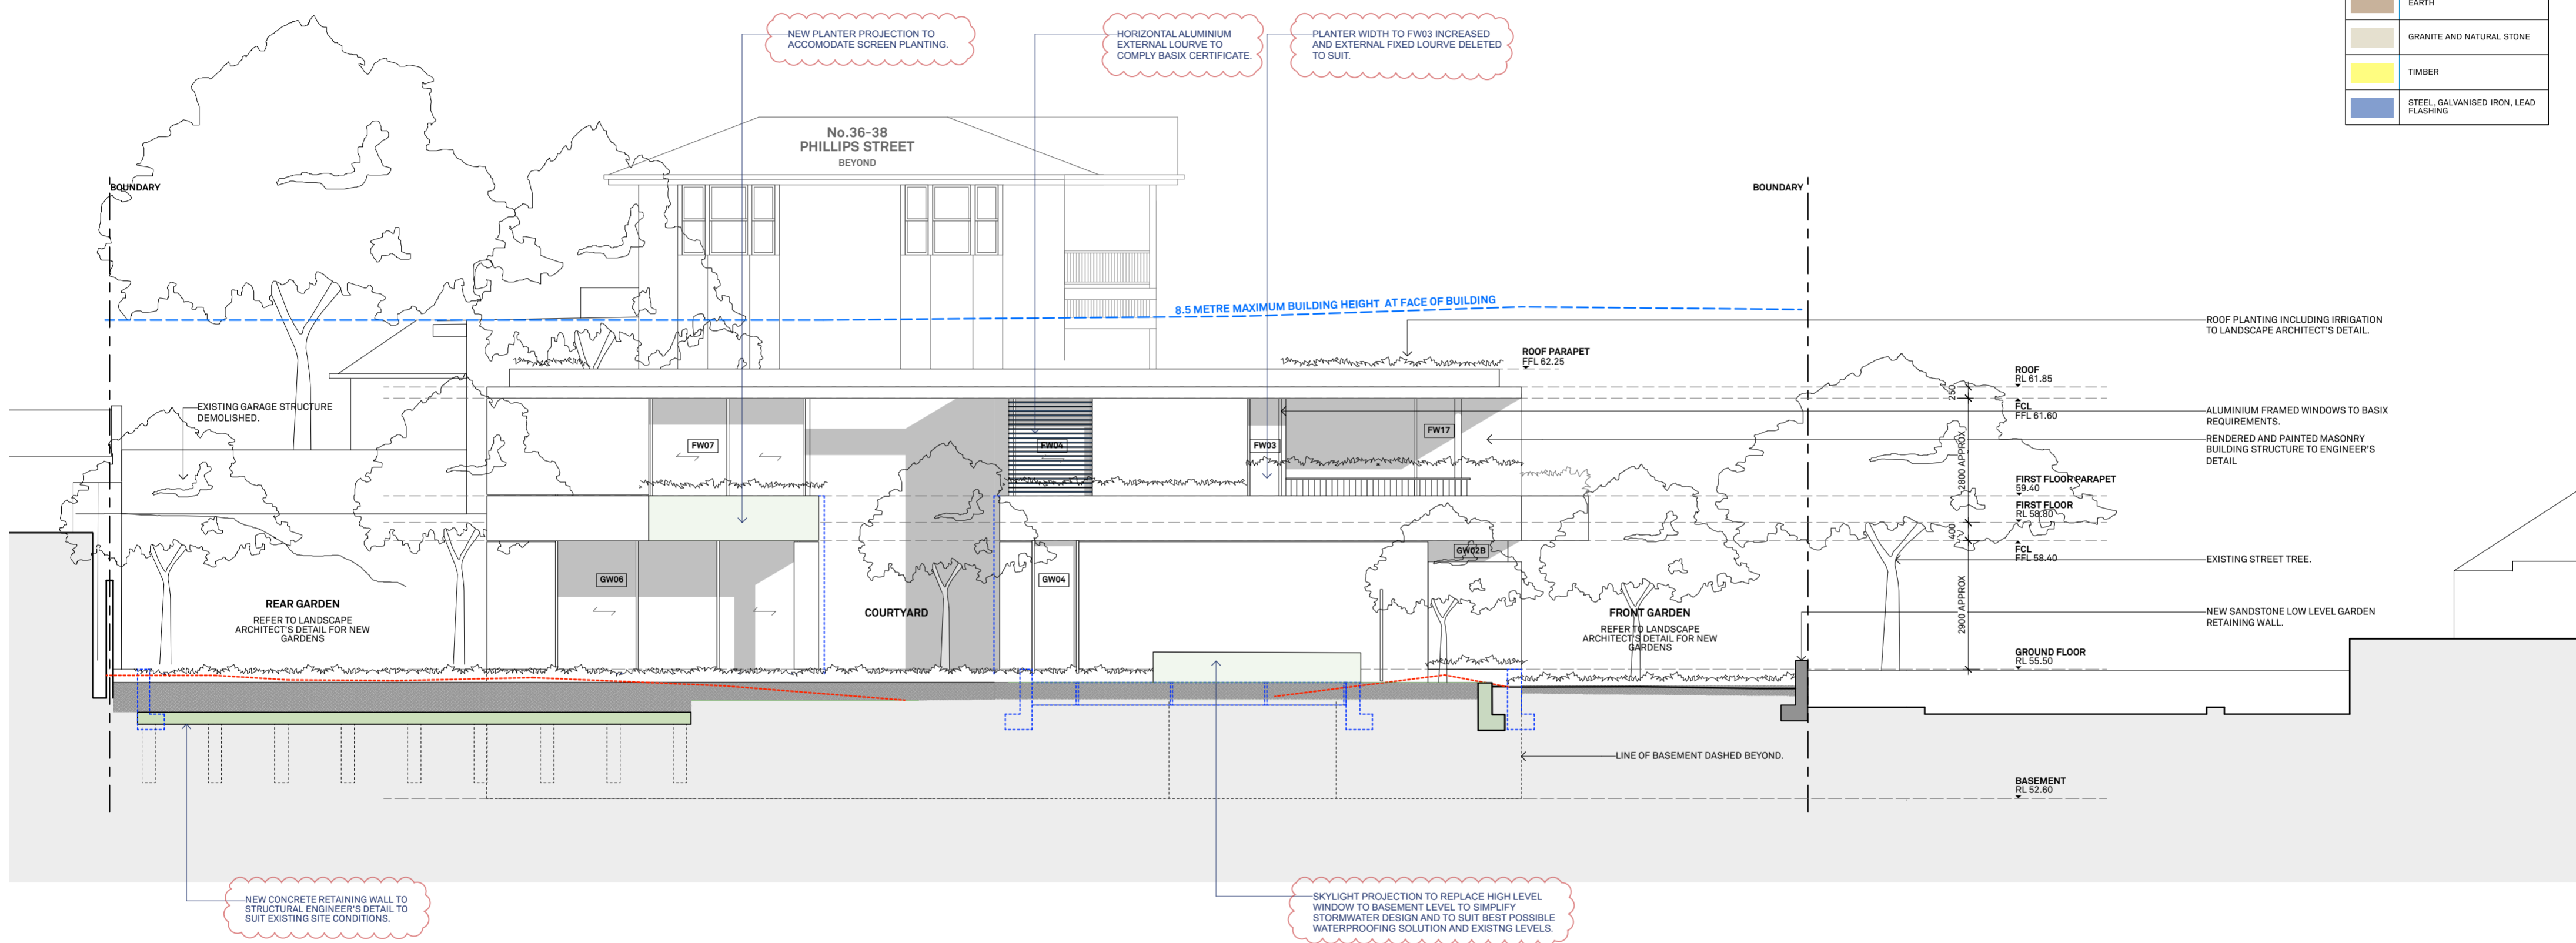 NEW PLANTER PROJECTION TO
ACCOMODATE SCREEN PLANTING.
HORIZONTAL ALUMINIUM
EXTERNAL LOURVE TO
COMPLY BASIX CERTIFICATE.
PLANTER WIDTH TO FW03 INCREASED
AND EXTERNAL FIXED LOURVE DELETED
TO SUIT.
EARTH
GRANITE AND NATURAL STONE
TIMBER
STEEL, GALVANISED IRON, LEAD
FLASHING
No.36-38
PHILLIPS STREET
BEYOND
BOUNDARY
BOUNDARY
8.5 METRE MAXIMUM BUILDING HEIGHT AT FACE OF BUILDING
ROOF PLANTING INCLUDING IRRIGATION
TO LANDSCAPE ARCHITECT'S DETAIL.
ROOF PARAPET
FFL 62.25
ROOF
RL 61.85
250
FCL
FFL 61.60
EXISTING GARAGE STRUCTURE
DEMOLISHED.
ALUMINIUM FRAMED WINDOWS TO BASIX
REQUIREMENTS.
RENDERED AND PAINTED MASONRY
BUILDING STRUCTURE TO ENGINEER'S
DETAIL
FW07
FW04
FW03
FW17
2800 APPROX
FIRST FLOOR PARAPET
59.40
FIRST FLOOR
RL 58.80
400
FCL
FFL 58.40
GW06
GW04
GW02B
EXISTING STREET TREE.
REAR GARDEN
REFER TO LANDSCAPE
ARCHITECT'S DETAIL FOR NEW
GARDENS
COURTYARD
FRONT GARDEN
REFER TO LANDSCAPE
ARCHITECT'S DETAIL FOR NEW
GARDENS
2900 APPROX
NEW SANDSTONE LOW LEVEL GARDEN
RETAINING WALL.
GROUND FLOOR
RL 55.50
LINE OF BASEMENT DASHED BEYOND.
BASEMENT
RL 52.60
NEW CONCRETE RETAINING WALL TO
STRUCTURAL ENGINEER'S DETAIL TO
SUIT EXISTING SITE CONDITIONS.
SKYLIGHT PROJECTION TO REPLACE HIGH LEVEL
WINDOW TO BASEMENT LEVEL TO SIMPLIFY
STORMWATER DESIGN AND TO SUIT BEST POSSIBLE
WATERPROOFING SOLUTION AND EXISTNG LEVELS.